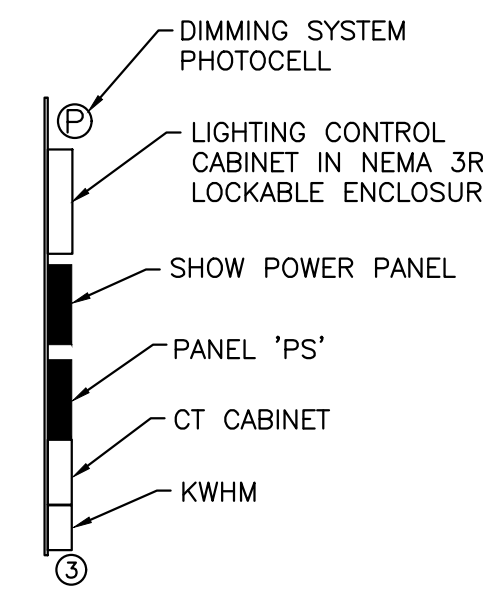 DIMMING SYSTEM
PHOTOCELL
P
LIGHTING CONTROL
CABINET IN NEMA 3R
LOCKABLE ENCLOSUR
SHOW POWER PANEL
PANEL 'PS'
CT CABINET
KWHM
3